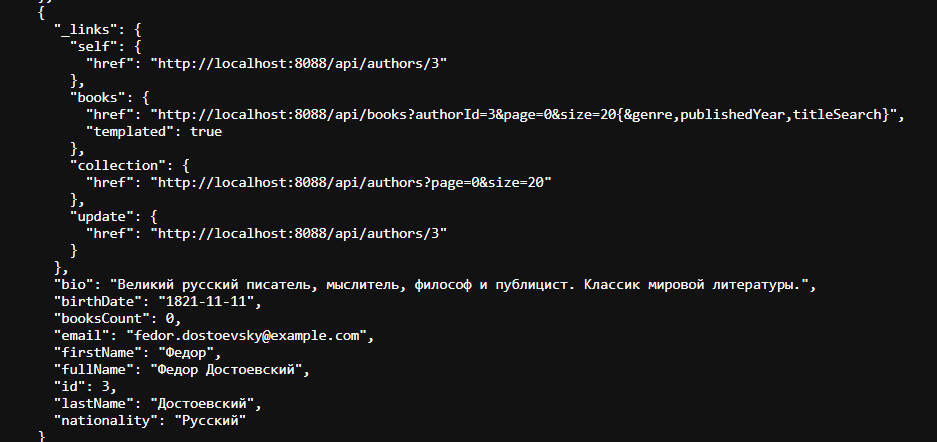 {
"_links": {
"self": {
"href": "http://localhost:8088/api/authors/3"
},
"books": {
"href": "http://localhost:8088/api/books?authorId=3&page=0&size=20{&genre,publishedYear,titleSearch}",
"templated": true
},
"collection": {
"href": "http://localhost:8088/api/authors?page=0&size=20"
},
"update": {
"href": "http://localhost:8088/api/authors/3"
}
},
"bio": "Великий русский писатель, мыслитель, философ и публицист. Классик мировой литературы.",
"birthDate": "1821-11-11",
"booksCount": 0,
"email": "fedor.dostoevsky@example.com",
"firstName": "Федор",
"fullName": "Федор Достоевский",
"id": 3,
"lastName": "Достоевский",
"nationality": "Русский"
}